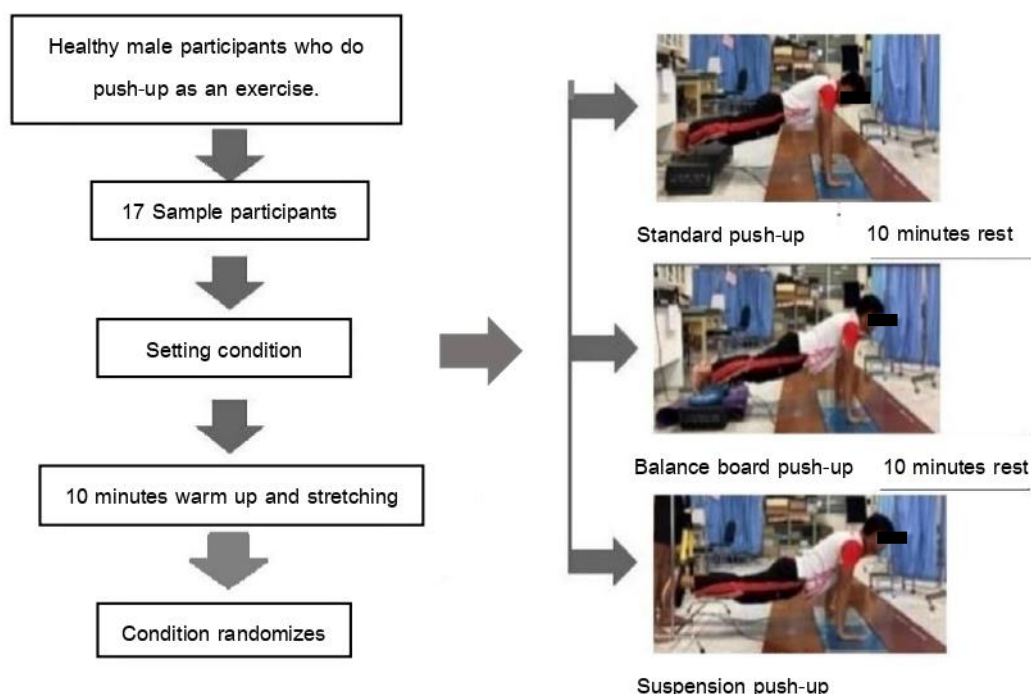 Healthy male participants who do
push-up as an exercise.
17 Sample participants
Setting condition
10 minutes warm up and stretching
Condition randomizes
Standard push-up 10 minutes rest
Balance board push-up 10 minutes rest
Suspension push-up